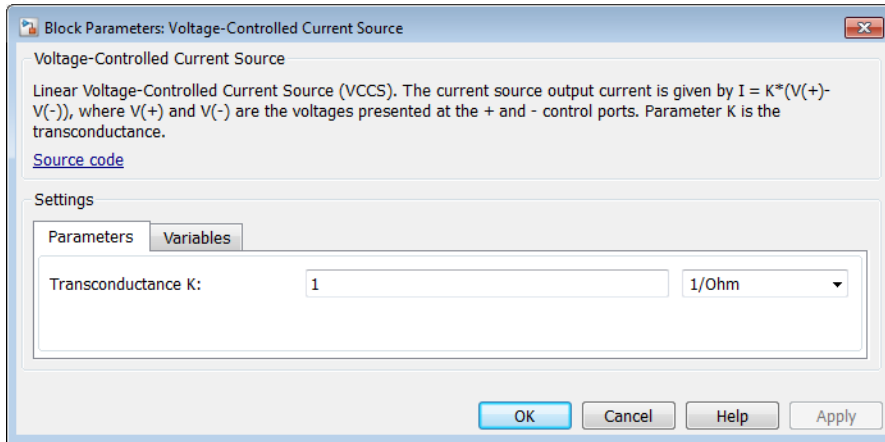 Block Parameters: Voltage-Controlled Current Source
Voltage-Controlled Current Source
Linear Voltage-Controlled Current Source (VCCS). The current source output current is given by I = K*(V(+)-
V(-)), where V(+) and V(-) are the voltages presented at the + and - control ports. Parameter K is the
transconductance.
Source code
Settings
Parameters Variables
Transconductance K: 1 1/Ohm
OK Cancel Help Apply